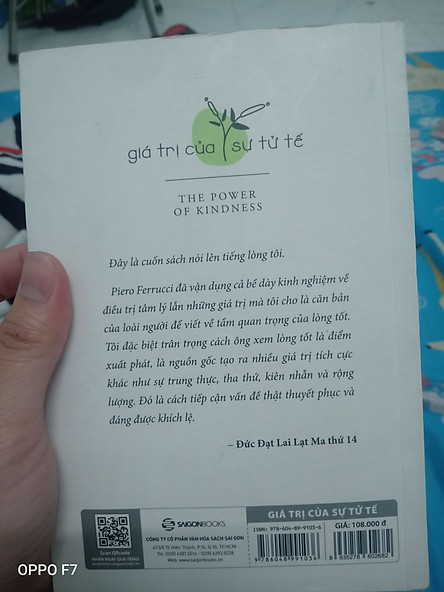 giá trị của sự tử tế
THE POWER
OF KINDNESS
Đây là cuốn sách nói lên tiếng lòng tôi.
Piero Ferrucci đã vận dụng cả bề dày kinh nghiệm về
điều trị tâm lý lẫn những giá trị mà tôi cho là căn bản
của loài người để viết về tầm quan trọng của lòng tốt.
Tôi đặc biệt trân trọng cách ông xem lòng tốt là điểm
xuất phát, là nguồn gốc tạo ra nhiều giá trị tích cực
khác như sự trung thực, tha thứ, kiên nhẫn và rộng
lượng. Đó là cách tiếp cận vấn đề thật thuyết phục và
đáng được khích lệ.
– Đức Đạt Lai Lạt Ma thứ 14
GIÁ TRỊ CỦA SỰ TỬ TẾ
SAIGONBOOKS
CÔNG TY CỔ PHẦN VĂN HÓA SÁCH SÀI GÒN
Scan QRcode
NHẬN NGAY QUÀ TẶNG
ISBN: 978-604-89-9103-6
9 786048 991036
GIÁ: 108.000 đ
8 935278 602682
OPPO F7